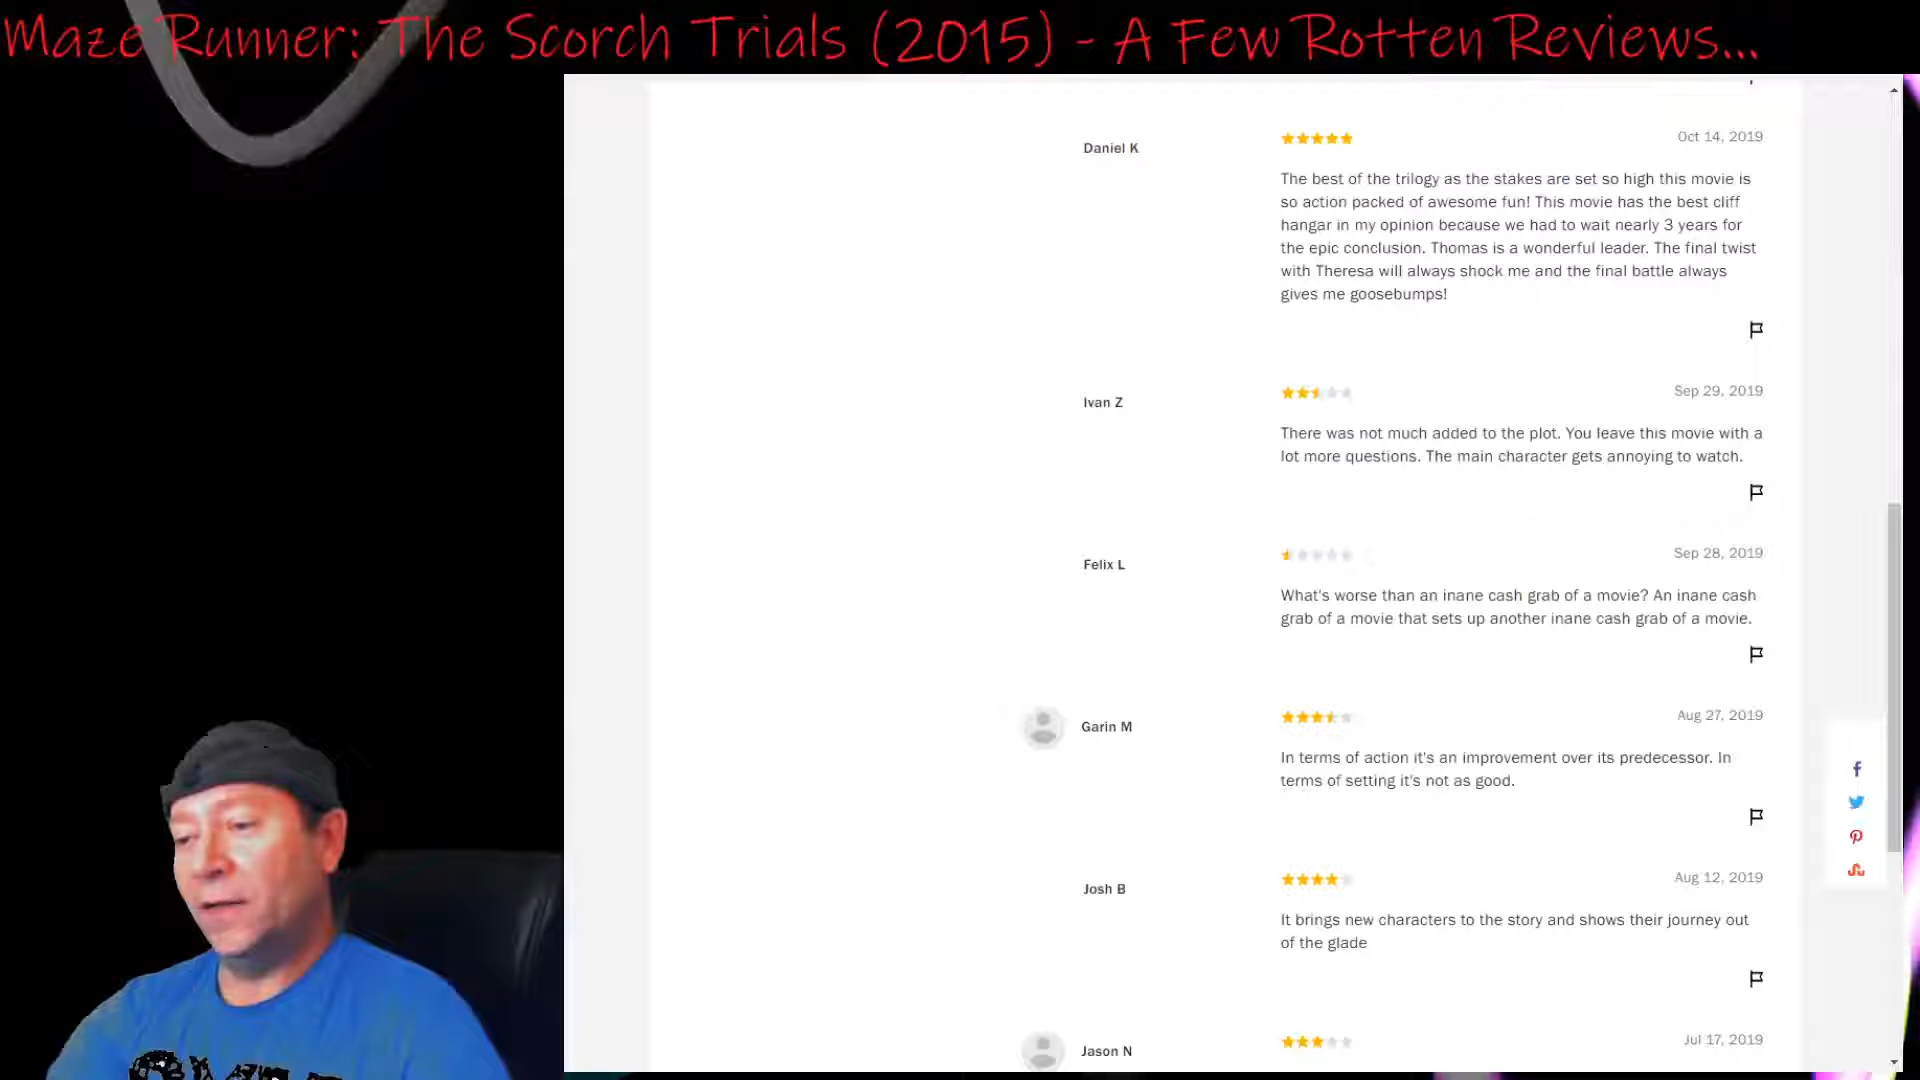 Maze Runner: The Scorch Trials (2015) - A Few Rotten Reviews...
Daniel K
Oct 14, 2019
The best of the trilogy as the stakes are set so high this movie is
so action packed of awesome fun! This movie has the best cliff
hangar in my opinion because we had to wait nearly 3 years for
the epic conclusion. Thomas is a wonderful leader. The final twist
with Theresa will always shock me and the final battle always
gives me goosebumps!
Ivan Z
Sep 29, 2019
There was not much added to the plot. You leave this movie with a
lot more questions. The main character gets annoying to watch.
Felix L
Sep 28, 2019
What's worse than an inane cash grab of a movie? An inane cash
grab of a movie that sets up another inane cash grab of a movie.
Garin M
Aug 27, 2019
In terms of action it's an improvement over its predecessor. In
terms of setting it's not as good.
Josh B
Aug 12, 2019
It brings new characters to the story and shows their journey out
of the glade
Jason N
Jul 17, 2019